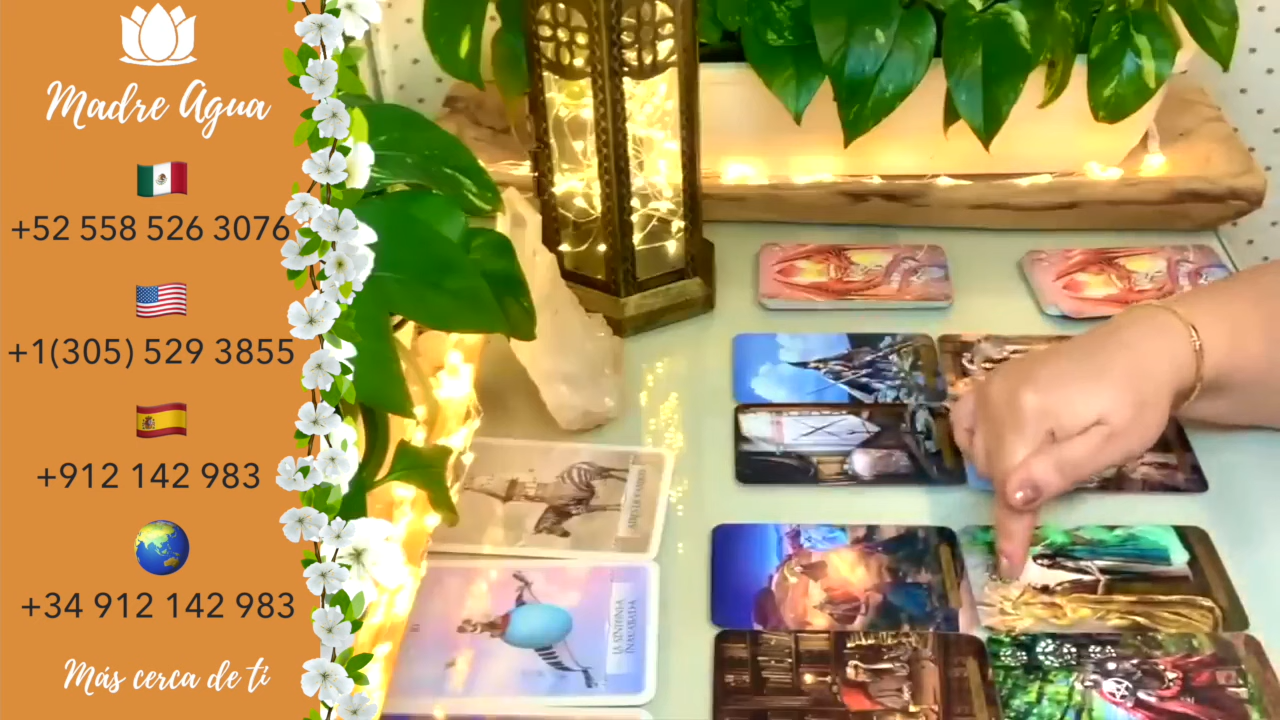 Madre Agua
+52 558 526 3076
+1(305) 529 3855
+912 142 983
+34 912 142 983
Más cerca de ti
LA SINFONÍA
INACABADA